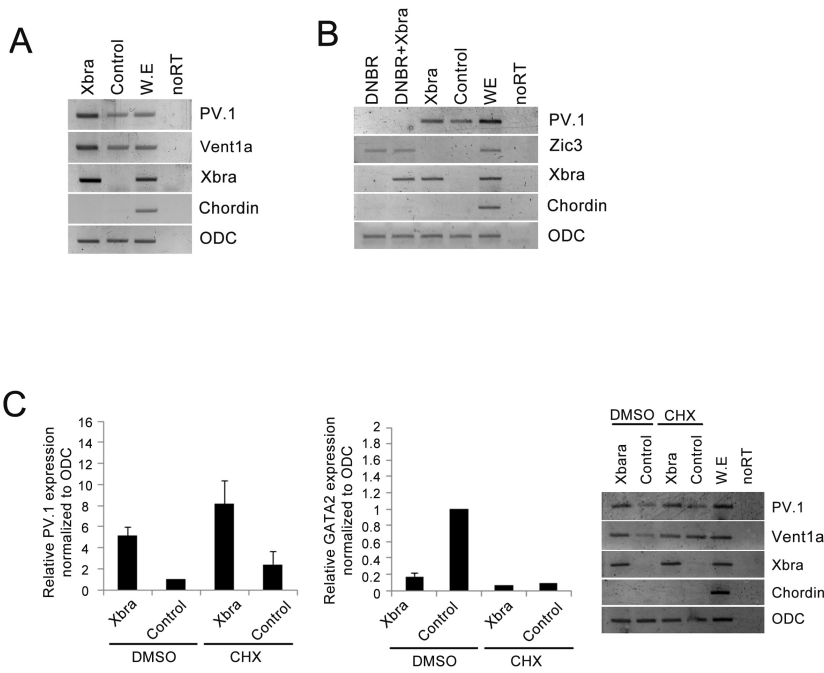 A
Xbra Control W.E noRT
PV.1
Vent1a
Xbra
Chordin
ODC
B
DNBR DNBR+Xbra Xbra Control WE noRT
PV.1
Zic3
Xbra
Chordin
ODC
C
Relative PV.1 expression
normalized to ODC
16
14
12
10
8
6
4
2
0
Xbra Control Xbra Control
DMSO CHX
Relative GATA2 expression
normalized to ODC
2
1.8
1.6
1.4
1.2
1
0.8
0.6
0.4
0.2
0
Xbra Control Xbra Control
DMSO CHX
DMSO CHX
Xbara Control Xbra Control W.E noRT
PV.1
Vent1a
Xbra
Chordin
ODC